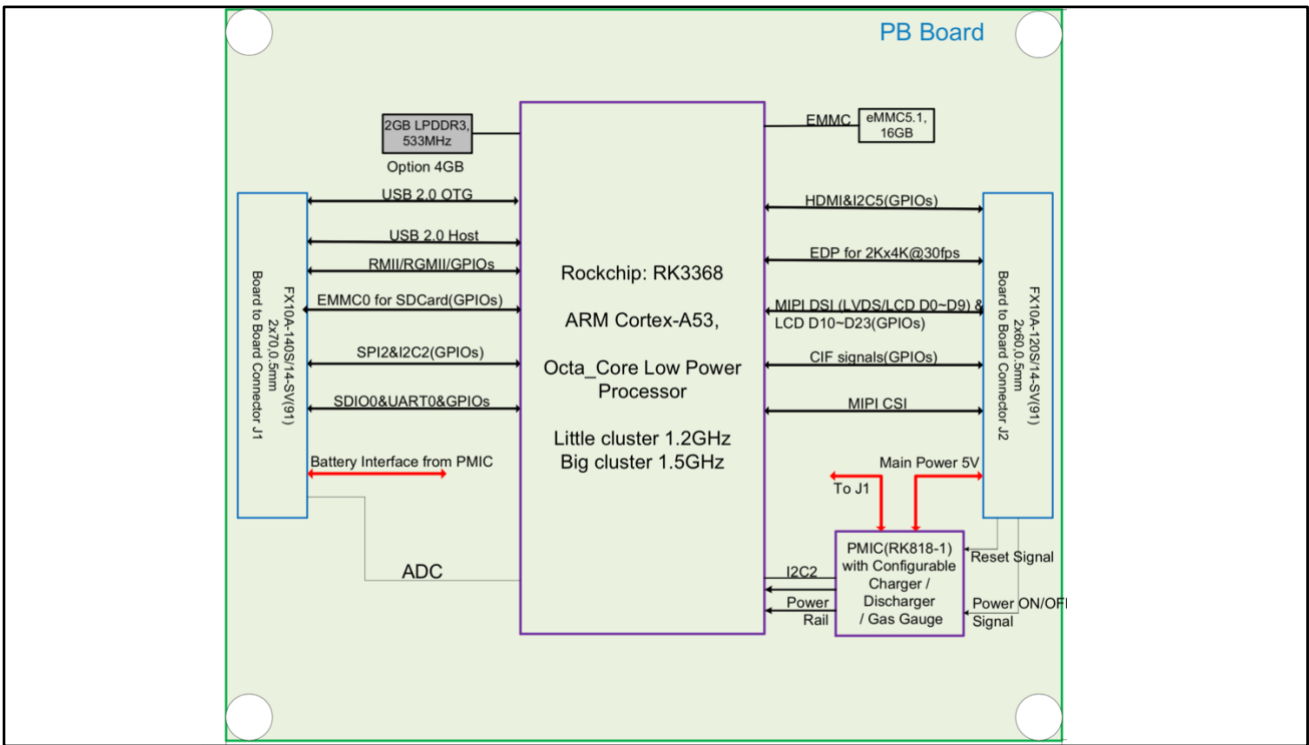 PB Board
2GB LPDDR3,
533MHz
Option 4GB
EMMC
eMMC5.1,
16GB
USB 2.0 OTG
USB 2.0 Host
RMII/RGMII/GPIOs
EMMC0 for SDCard(GPIOs)
SPI2&I2C2(GPIOs)
SDIO0&UART0&GPIOs
Battery Interface from PMIC
ADC
FX10A-140S/14-SV(91)
2x70,0.5mm
Board to Board Connector J1
Rockchip: RK3368
ARM Cortex-A53,
Octa_Core Low Power
Processor
Little cluster 1.2GHz
Big cluster 1.5GHz
HDMI&I2C5(GPIOs)
EDP for 2Kx4K@30fps
MIPI DSI (LVDS/LCD D0~D9) &
LCD D10~D23(GPIOs)
CIF signals(GPIOs)
MIPI CSI
FX10A-120S/14-SV(91)
2x60,0.5mm
Board to Board Connector J2
Main Power 5V
To J1
PMIC(RK818-1)
with Configurable
Charger /
Discharger
/ Gas Gauge
I2C2
Power
Rail
Reset Signal
Power ON/OF
Signal